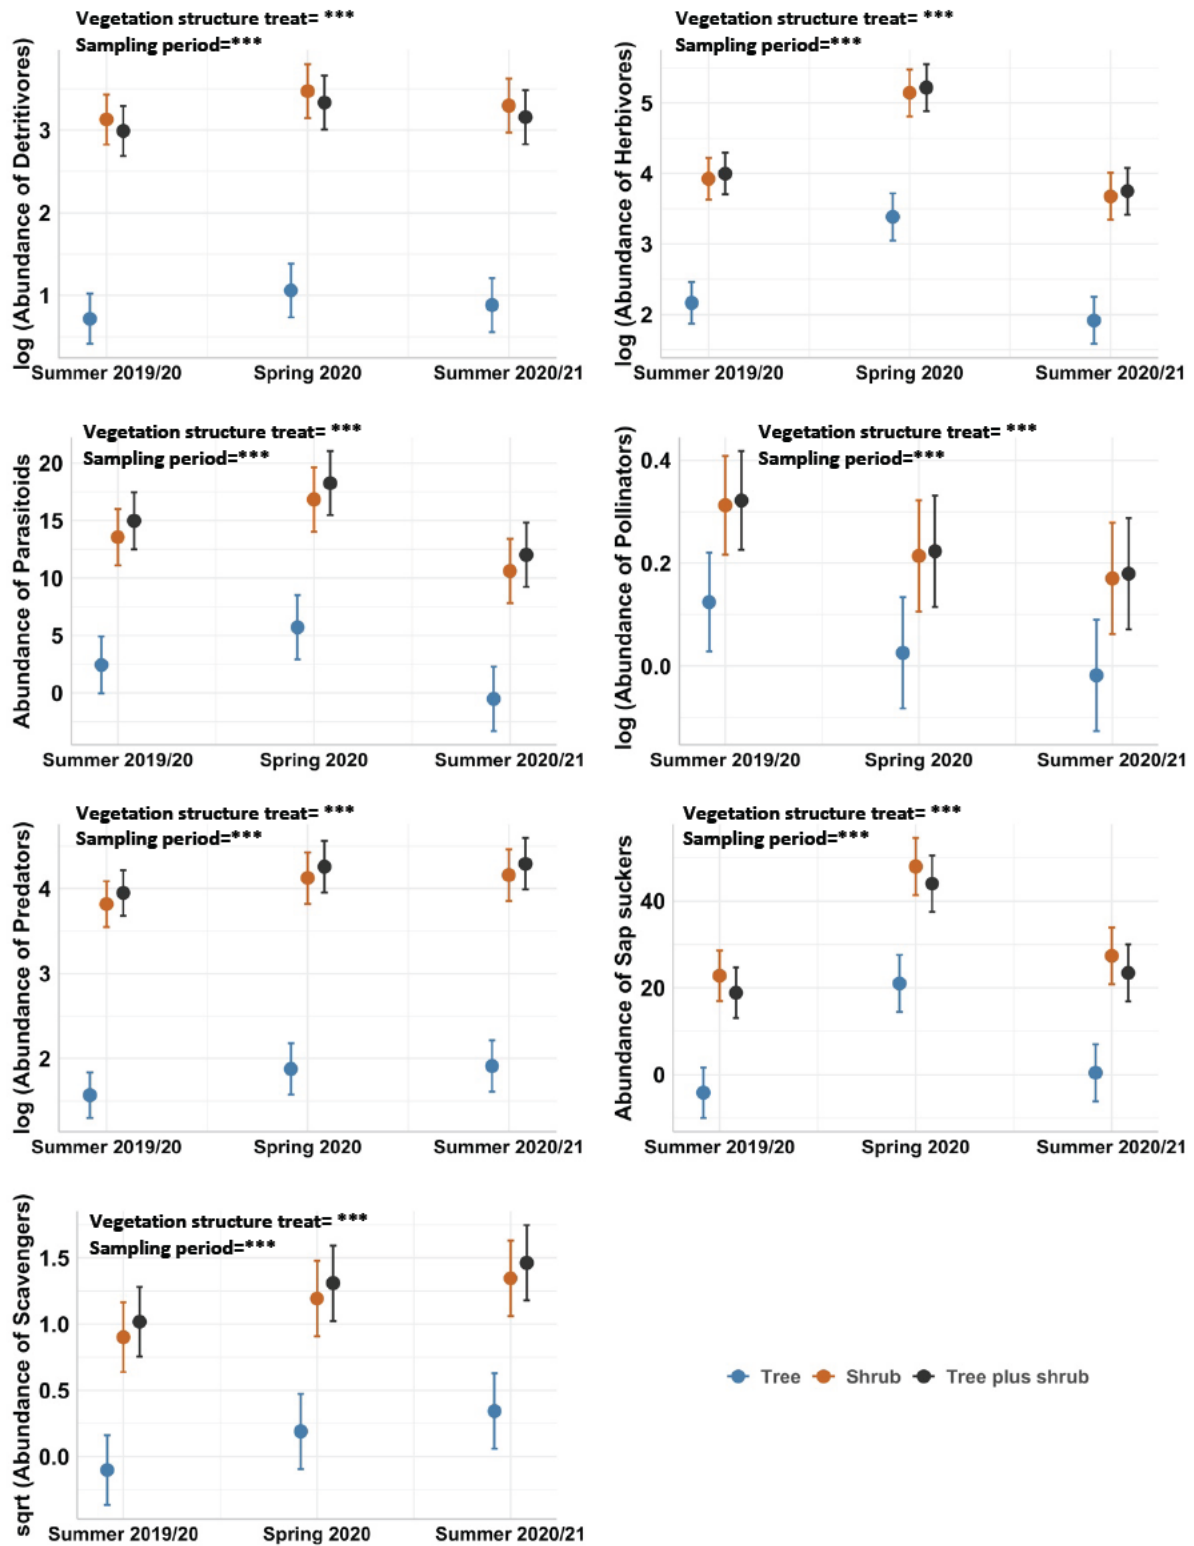 Vegetation structure treat= ***
Sampling period=***
log (Abundance of Detritivores)
3
2
1
Summer 2019/20 Spring 2020 Summer 2020/21
Vegetation structure treat= ***
Sampling period=***
log (Abundance of Herbivores)
5
4
3
2
Summer 2019/20 Spring 2020 Summer 2020/21
Vegetation structure treat= ***
Sampling period=***
Abundance of Parasitoids
20
15
10
5
0
Summer 2019/20 Spring 2020 Summer 2020/21
Vegetation structure treat= ***
Sampling period=***
log (Abundance of Pollinators)
0.4
0.2
0.0
Summer 2019/20 Spring 2020 Summer 2020/21
Vegetation structure treat= ***
Sampling period=***
log (Abundance of Predators)
4
3
2
Summer 2019/20 Spring 2020 Summer 2020/21
Vegetation structure treat= ***
Sampling period=***
Abundance of Sap suckers
40
20
0
Summer 2019/20 Spring 2020 Summer 2020/21
Vegetation structure treat= ***
Sampling period=***
sqrt (Abundance of Scavengers)
1.5
1.0
0.5
0.0
Summer 2019/20 Spring 2020 Summer 2020/21
Tree Shrub Tree plus shrub